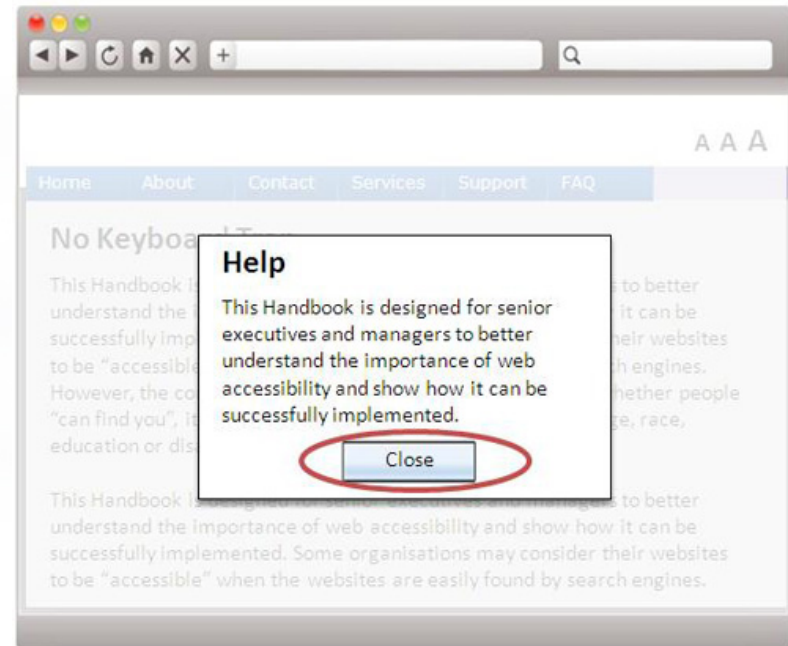 A A A
Home About Contact Services Support FAQ
No Keyboa
Help
This Handbook is
This Handbook is designed for senior
to better
understand the
executives and managers to better
it can be
successfully imp
understand the importance of web
heir websites
to be “accessible
accessibility and show how it can be
ch engines.
However, the co
successfully implemented.
hether people
“can find you”, it
ge, race,
education or dis
Close
This Handbook is designed for senior executives and managers to better
understand the importance of web accessibility and show how it can be
successfully implemented. Some organisations may consider their websites
to be “accessible” when the websites are easily found by search engines.